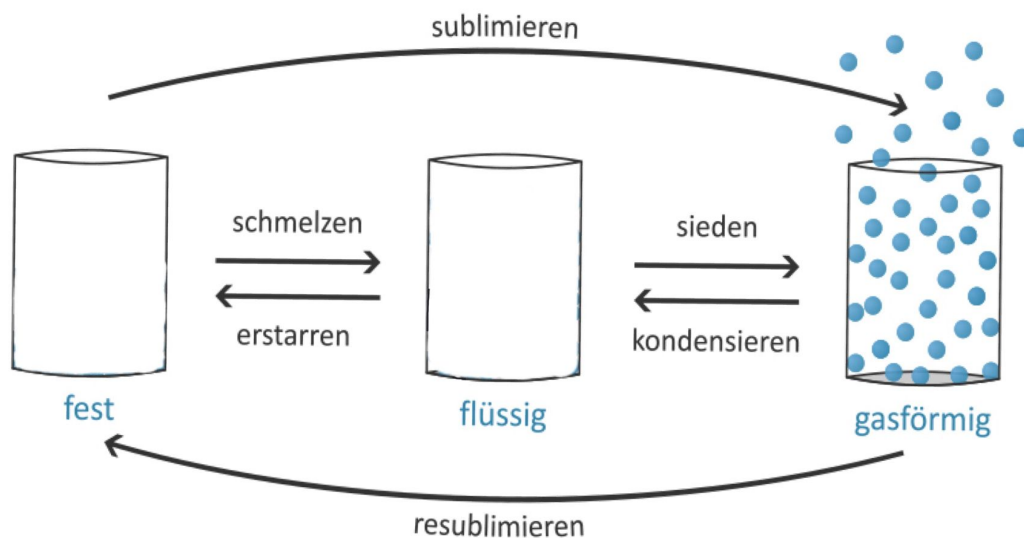 sublimieren
schmelzen
sieden
erstarren
kondensieren
fest
flüssig
gasförmig
resublimieren